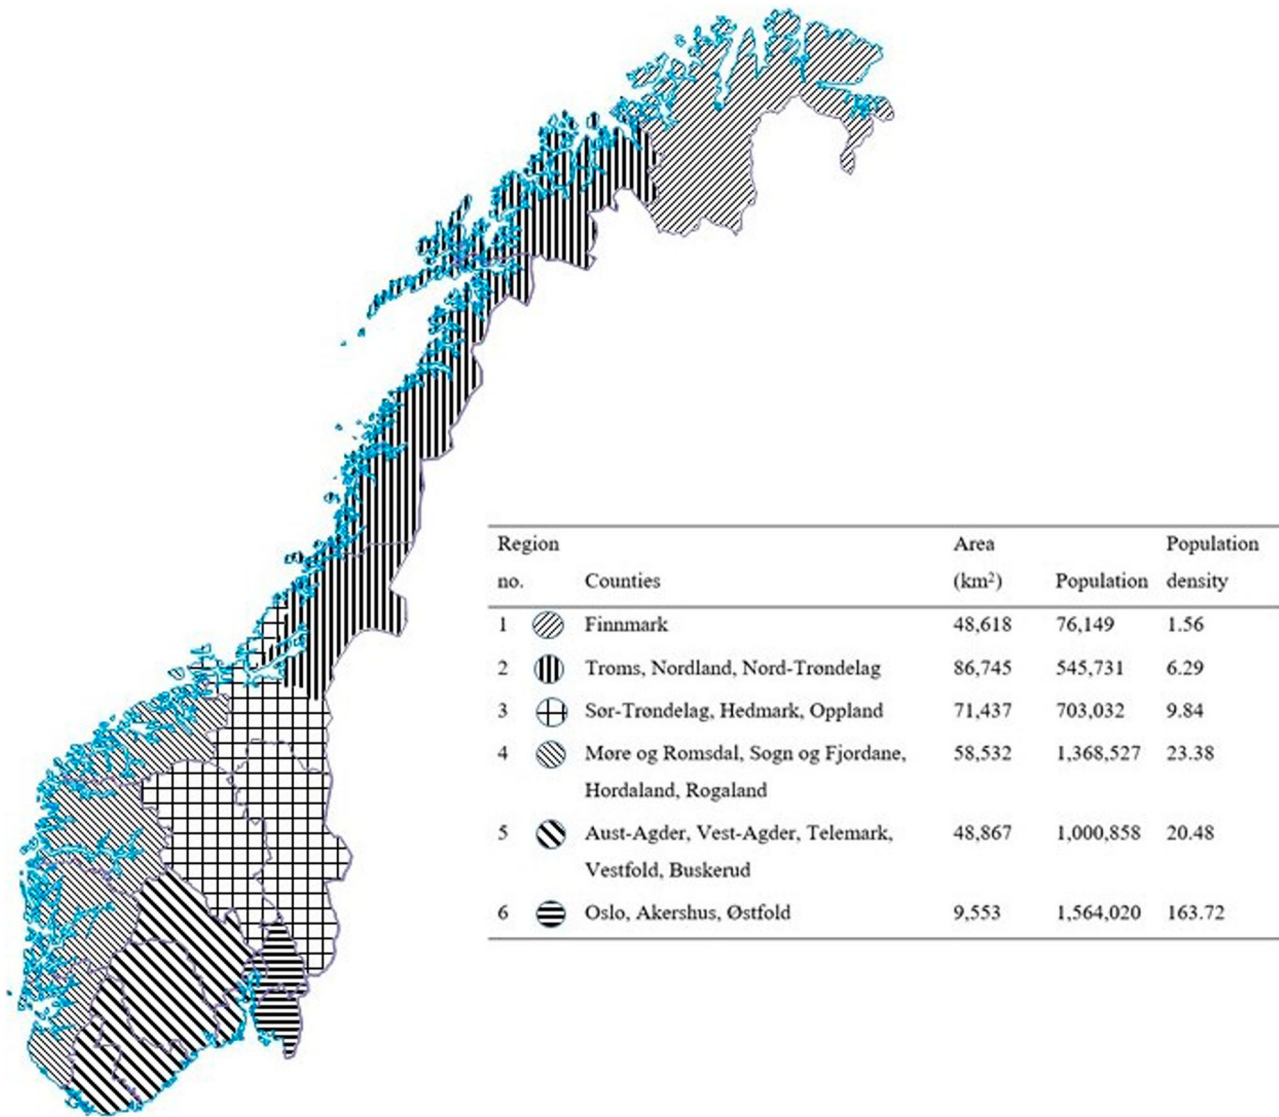 Region Area Population
no. Counties (km²) Population density
1 Finnmark 48,618 76,149 1.56
2 Troms, Nordland, Nord-Trøndelag 86,745 545,731 6.29
3 Sør-Trøndelag, Hedmark, Oppland 71,437 703,032 9.84
4 Møre og Romsdal, Sogn og Fjordane, 58,532 1,368,527 23.38
Hordaland, Rogaland
5 Aust-Agder, Vest-Agder, Telemark, 48,867 1,000,858 20.48
Vestfold, Buskerud
6 Oslo, Akershus, Østfold 9,553 1,564,020 163.72